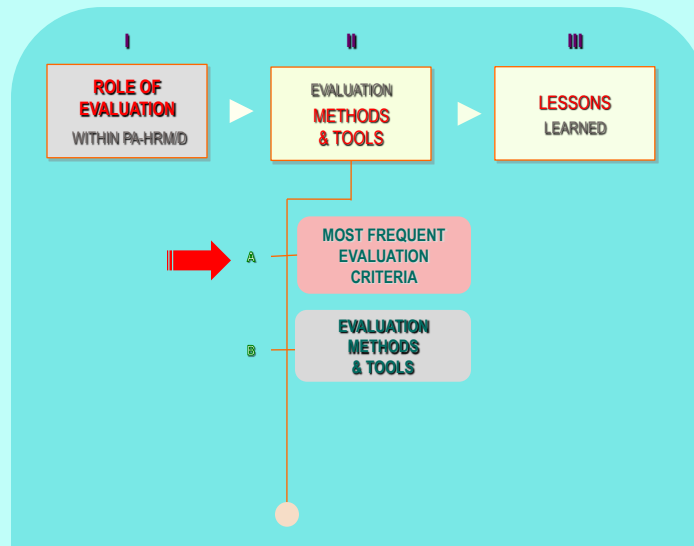 I
II
III
ROLE OF
EVALUATION
WITHIN PA-HRM/D
EVALUATION
METHODS
& TOOLS
LESSONS
LEARNED
A
MOST FREQUENT
EVALUATION
CRITERIA
B
EVALUATION
METHODS
& TOOLS